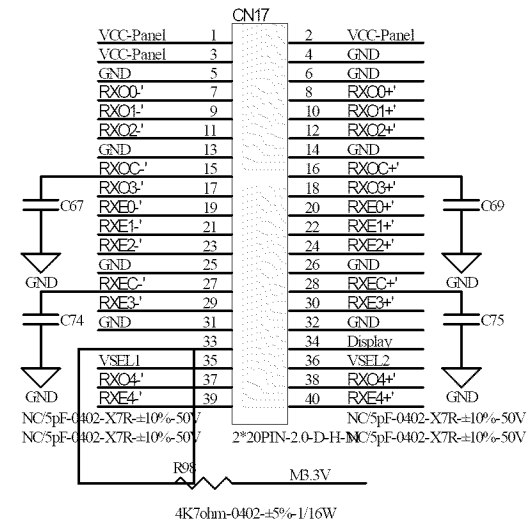 CN17
VCC-Panel 1 2 VCC-Panel
VCC-Panel 3 4 GND
GND 5 6 GND
RXO0-' 7 8 RXO0+'
RXO1-' 9 10 RXO1+'
RXO2-' 11 12 RXO2+'
GND 13 14 GND
RXOC-' 15 16 RXOC+'
RXO3-' 17 18 RXO3+'
C67 RXE0-' 19 20 RXE0+' C69
RXE1-' 21 22 RXE1+'
RXE2-' 23 24 RXE2+'
GND 25 26 GND
GND RXEC-' 27 28 RXEC+' GND
RXE3-' 29 30 RXE3+'
C74 GND 31 32 GND C75
33 34 Display
VSEL1 35 36 VSEL2
RXO4-' 37 38 RXO4+'
GND RXE4-' 39 40 RXE4+' GND
NC/5pF-0402-X7R-±10%-50V NC/5pF-0402-X7R-±10%-50V
NC/5pF-0402-X7R-±10%-50V 2*20PIN-2.0-D-H- NC/5pF-0402-X7R-±10%-50V
R98 M3.3V
4K7ohm-0402-±5%-1/16W